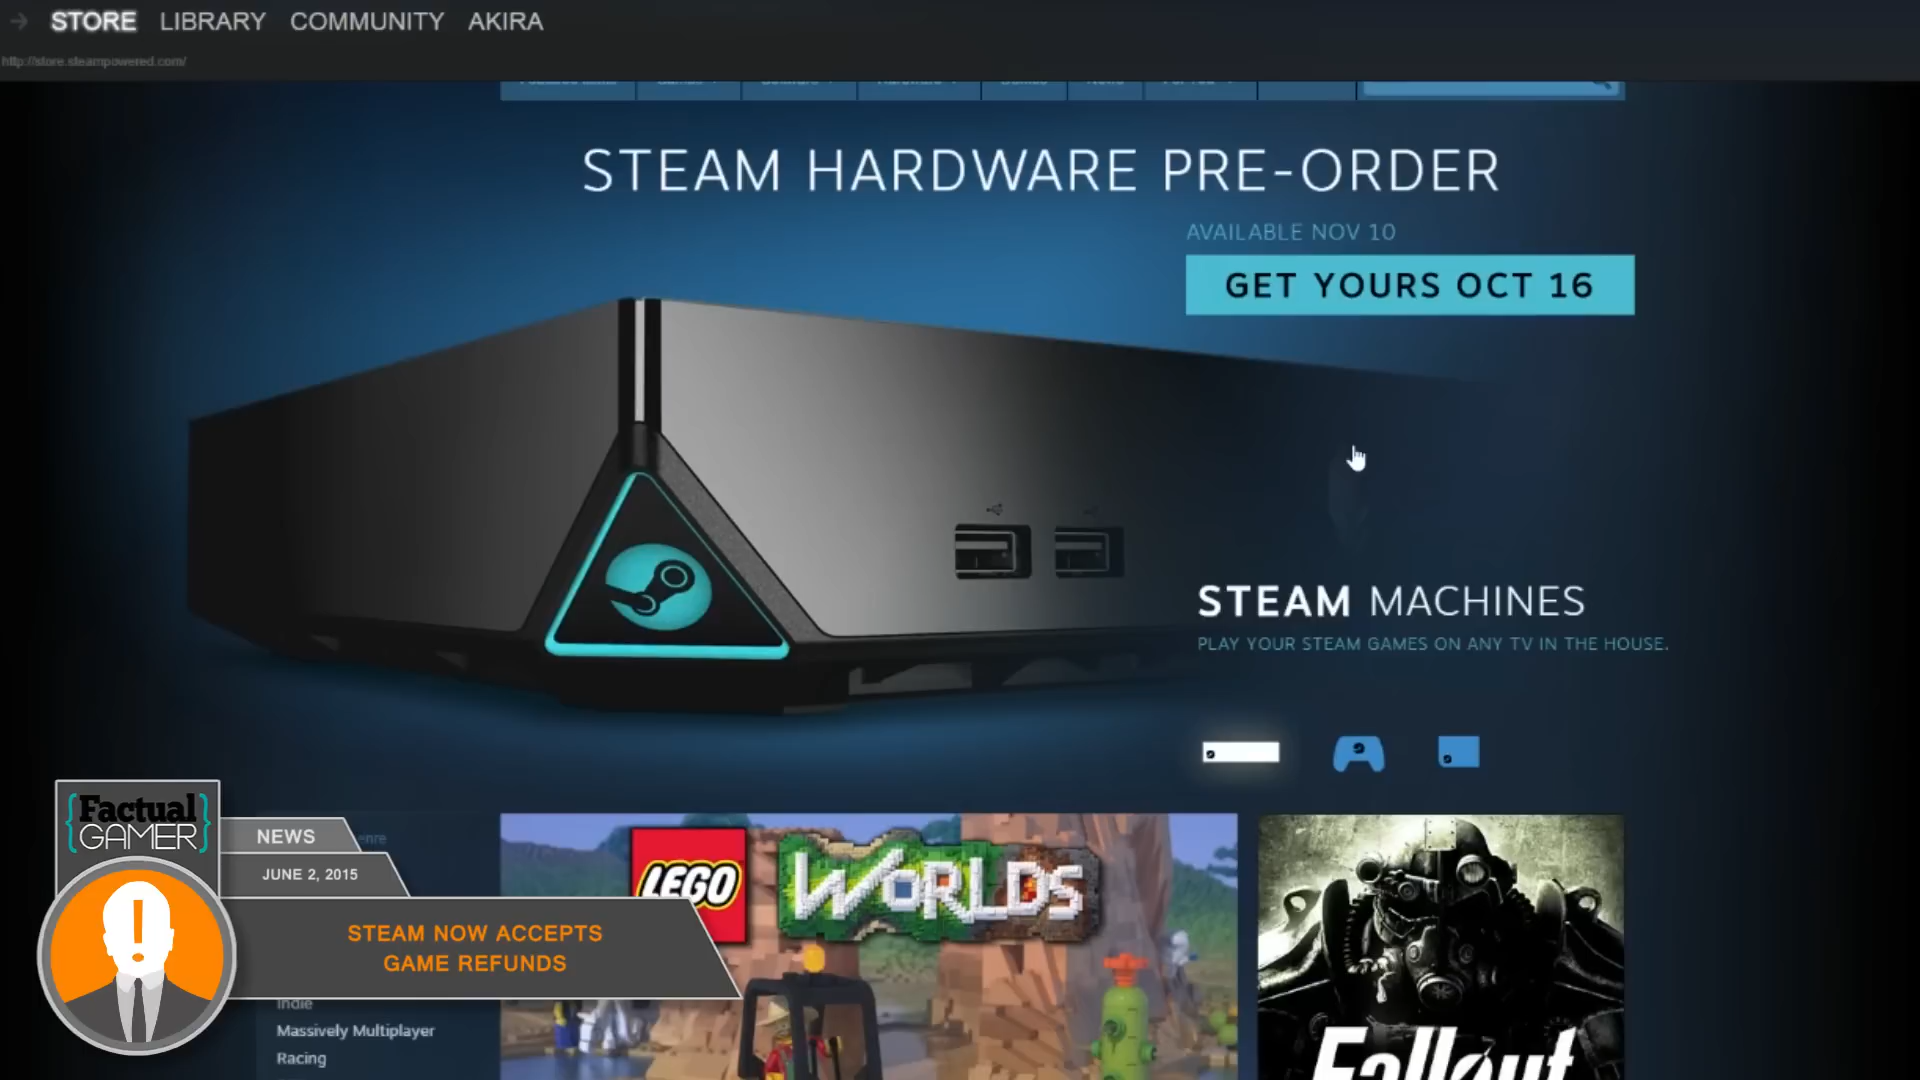 STORE LIBRARY COMMUNITY AKIRA
http://store.steampowered.com/
STEAM HARDWARE PRE-ORDER
AVAILABLE NOV 10
GET YOURS OCT 16
STEAM MACHINES
PLAY YOUR STEAM GAMES ON ANY TV IN THE HOUSE.
{Factual
GAMER}
NEWS
JUNE 2, 2015
STEAM NOW ACCEPTS
GAME REFUNDS
Indie
Massively Multiplayer
Racing
LEGO WORLDS
Fallout